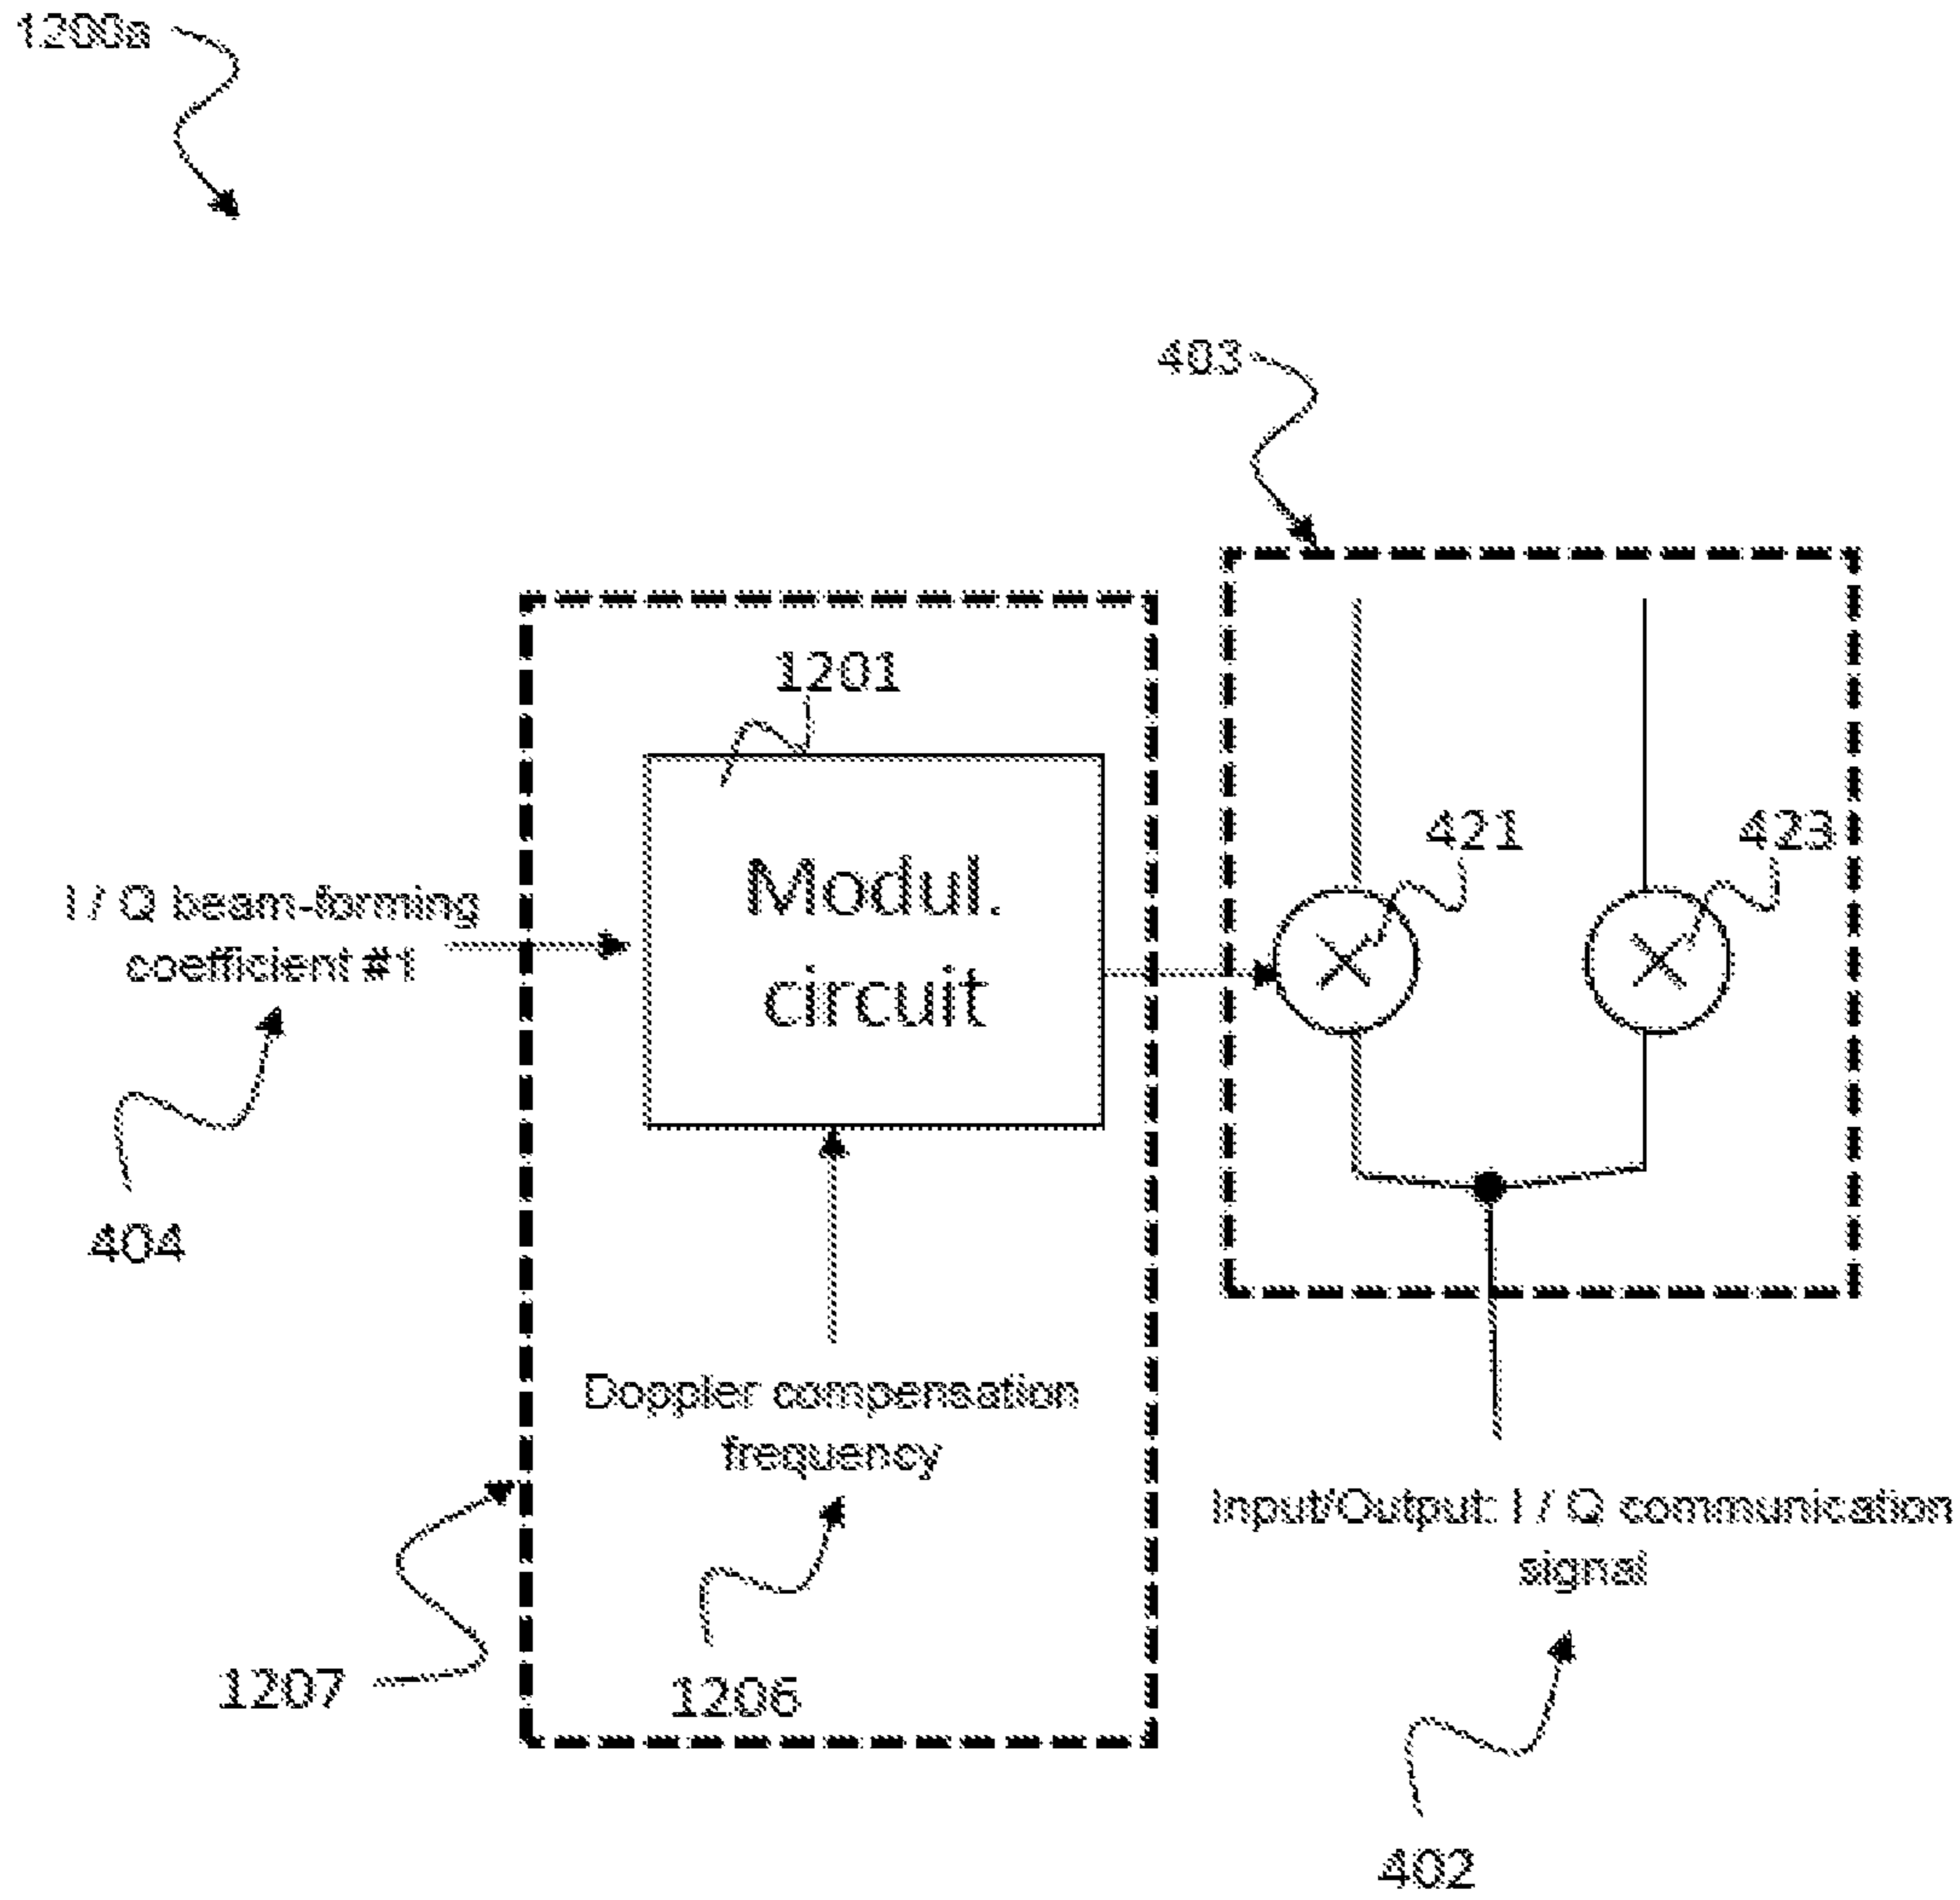 1200a
403
1201
421
423
Modul.
circuit
I / Q beam-forming
coefficient #1
404
Doppler compensation
frequency
Input/Output: I / Q communication
signal
1207
1206
402